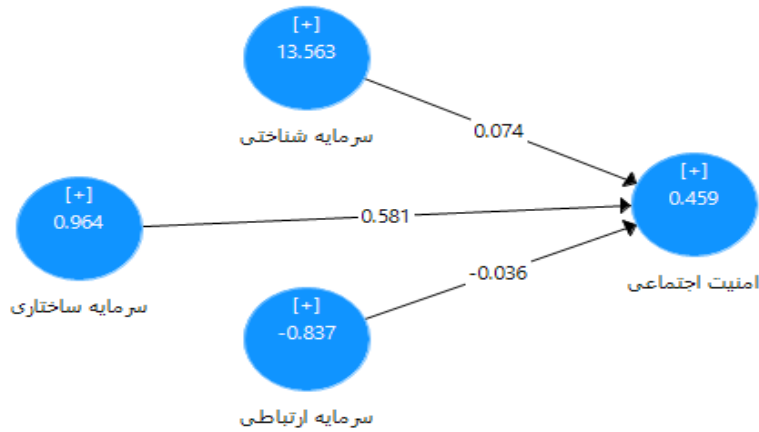 [+]
13.563
سرمایه شناختی
0.074
[+]
0.964
سرمایه ساختاری
0.581
[+]
0.459
امنیت اجتماعی
-0.036
[+]
-0.837
سرمایه ارتباطی